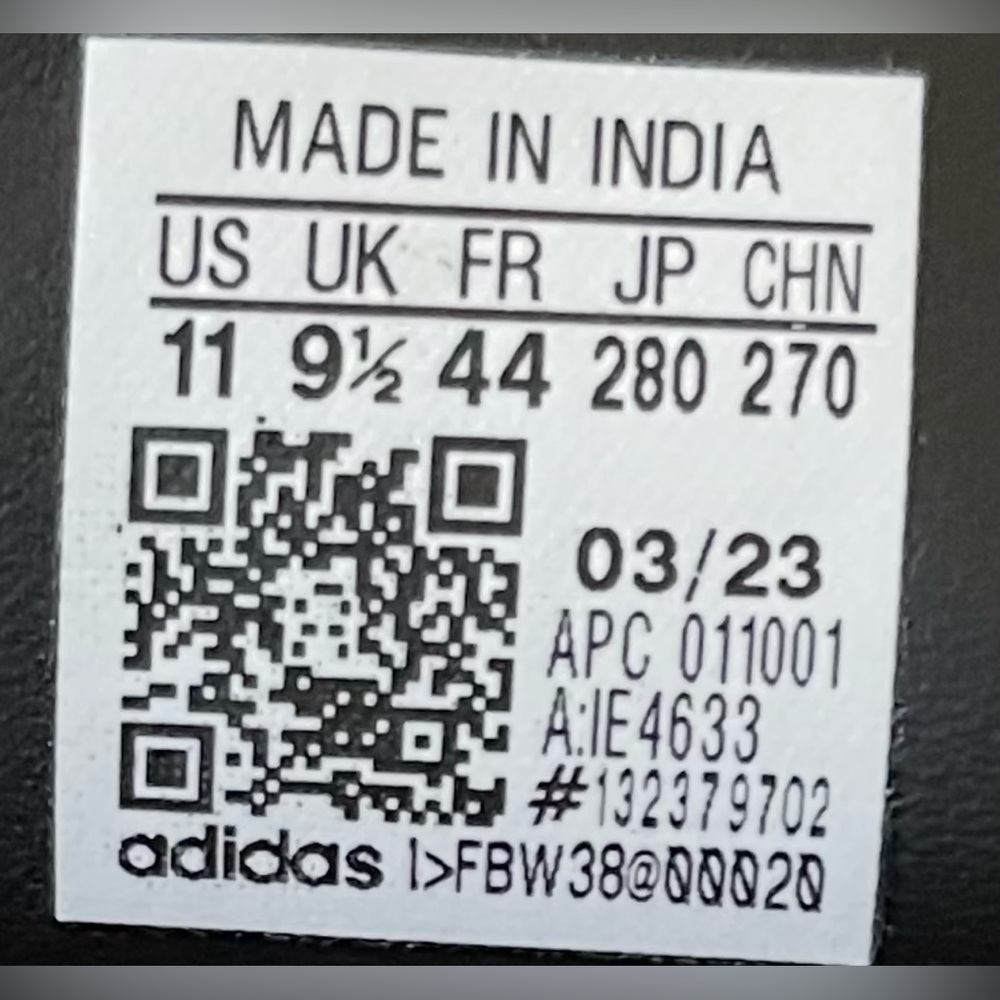 MADE IN INDIA
US UK FR JP CHN
11 9½ 44 280 270
03/23
APC 011001
A:IE4633
#132379702
adidas I>FBW38@000020